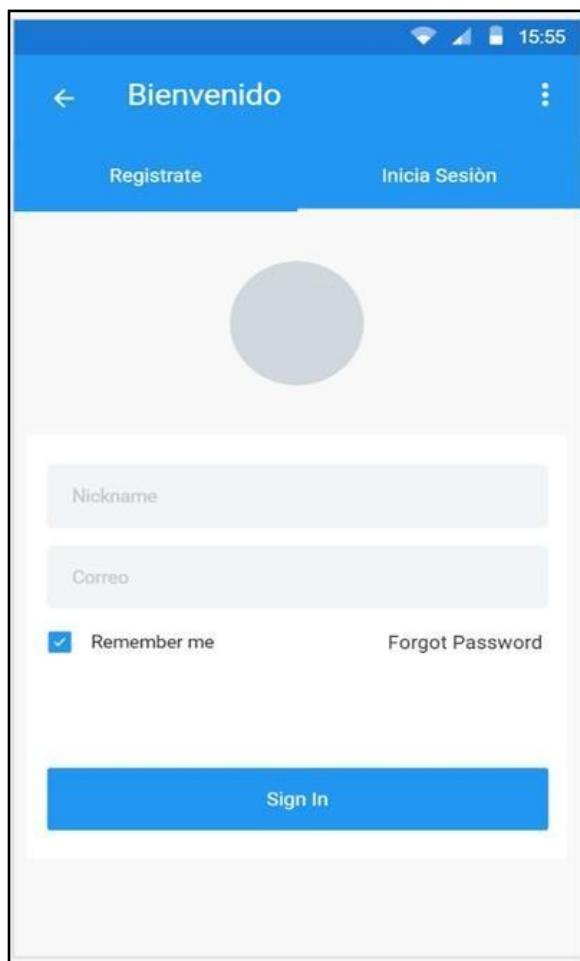 15:55
Bienvenido
Registrate Inicia Sesiòn
Nickname
Correo
Remember me Forgot Password
Sign In